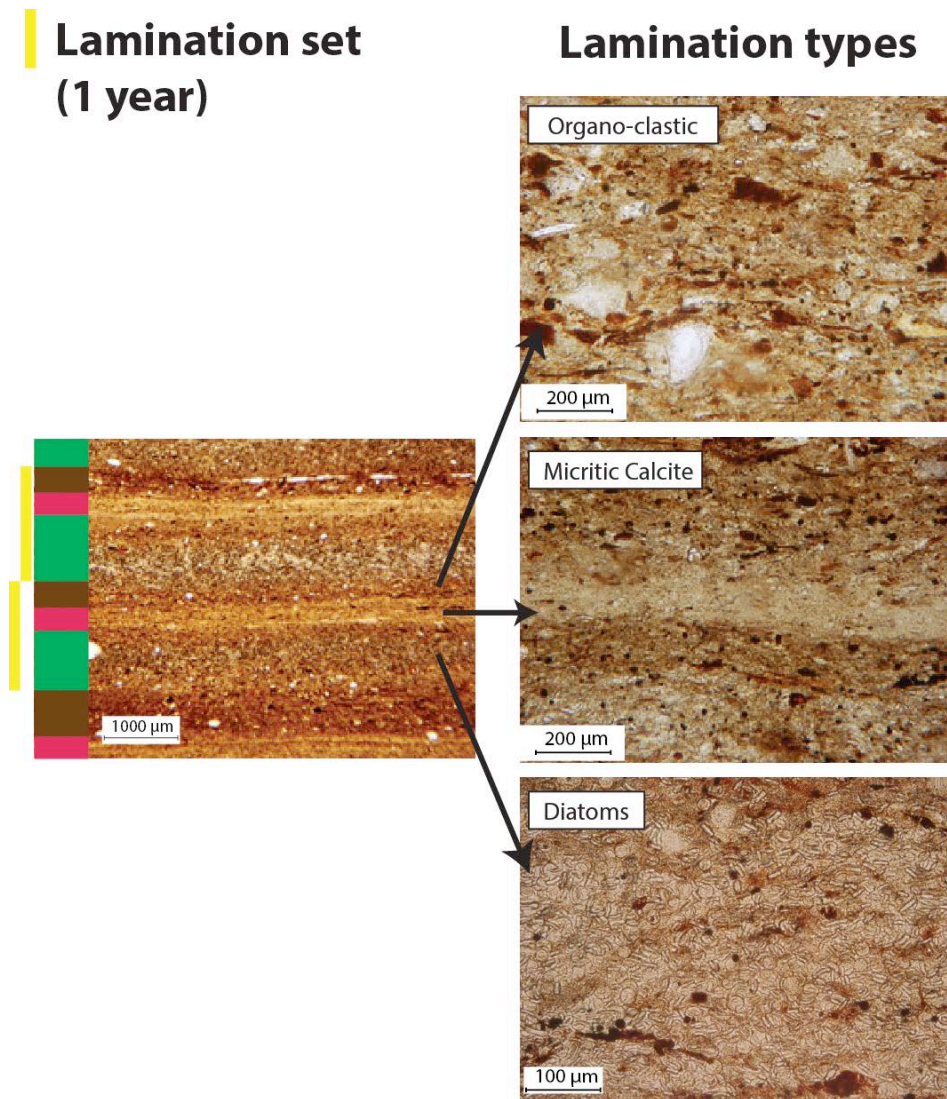 Lamination set
(1 year)
Lamination types
Organo-clastic
200 µm
Micritic Calcite
200 µm
1000 µm
Diatoms
100 µm